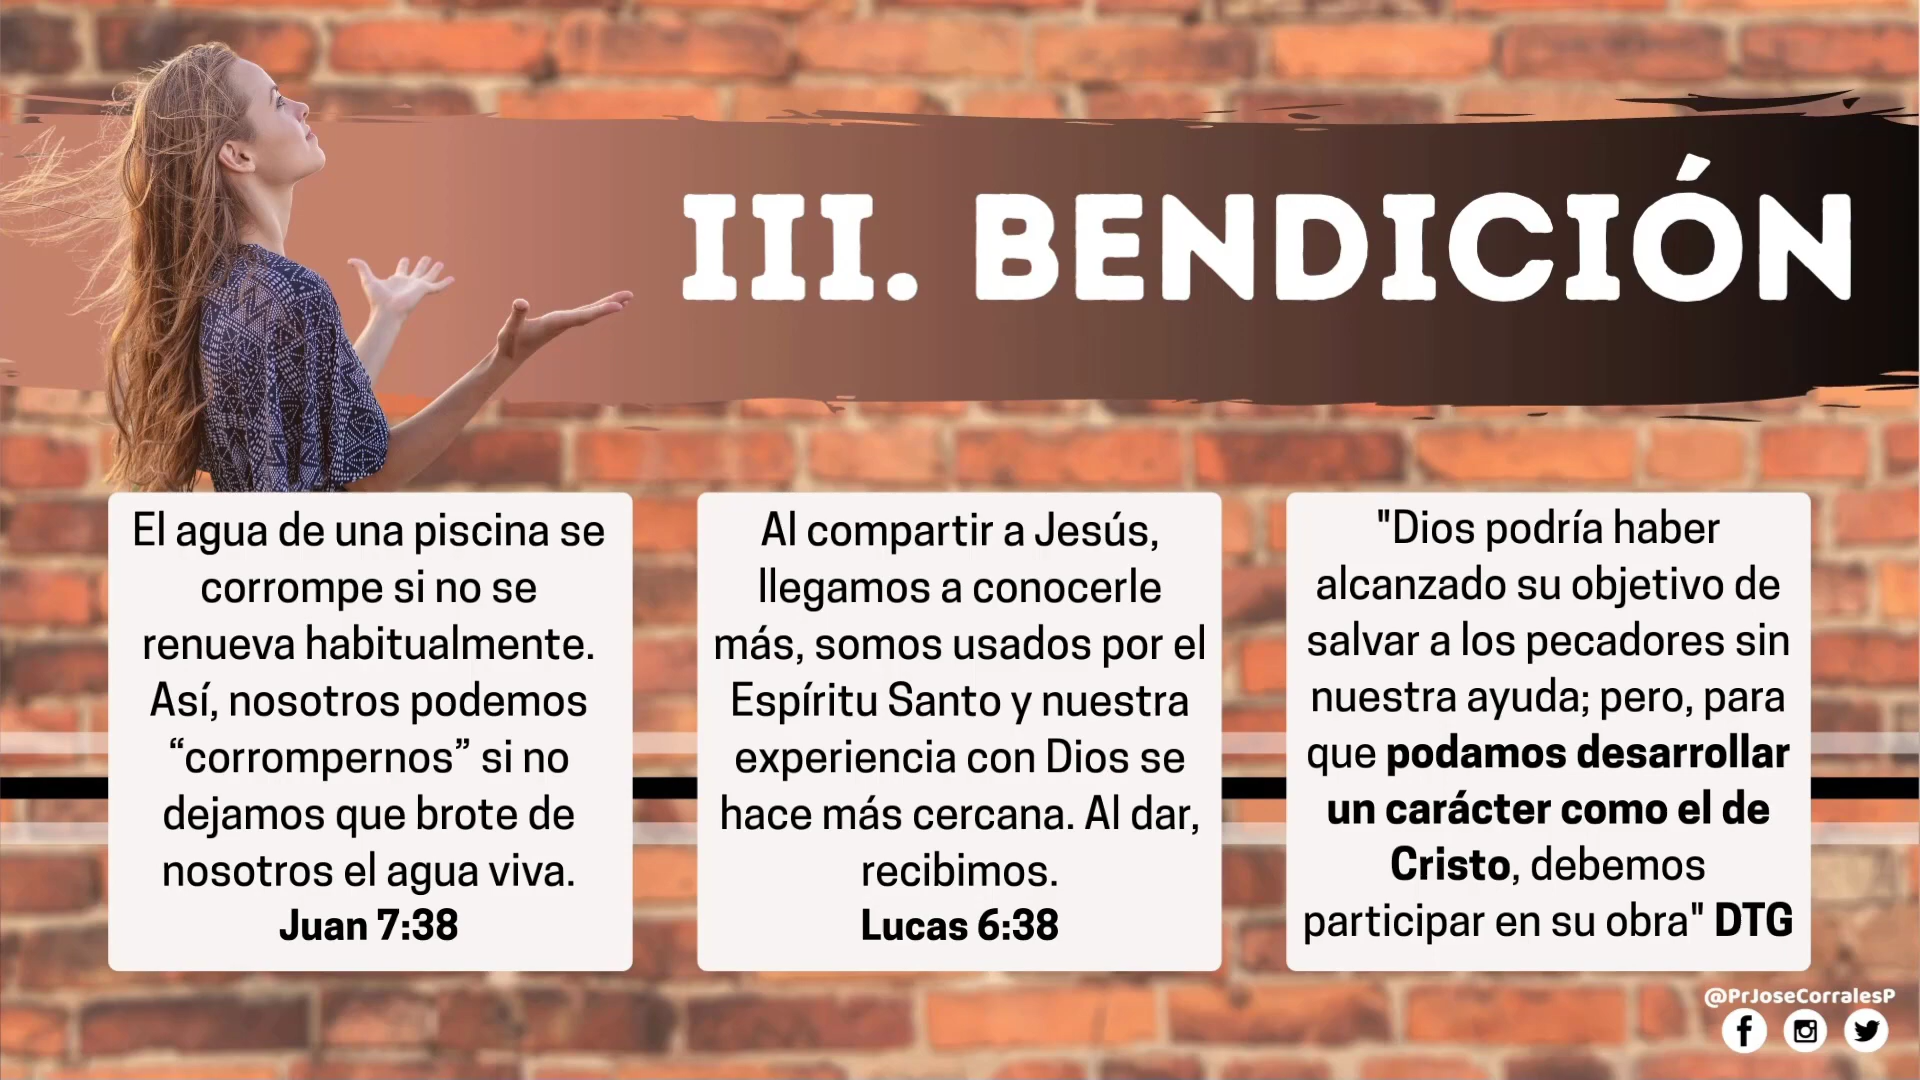 III. BENDICIÓN
El agua de una piscina se
corrompe si no se
renueva habitualmente.
Así, nosotros podemos
“corrompernos” si no
dejamos que brote de
nosotros el agua viva.
Juan 7:38
Al compartir a Jesús,
llegamos a conocerle
más, somos usados por el
Espíritu Santo y nuestra
experiencia con Dios se
hace más cercana. Al dar,
recibimos.
Lucas 6:38
"Dios podría haber
alcanzado su objetivo de
salvar a los pecadores sin
nuestra ayuda; pero, para
que podamos desarrollar
un carácter como el de
Cristo, debemos
participar en su obra" DTG
@PrJoseCorralesP